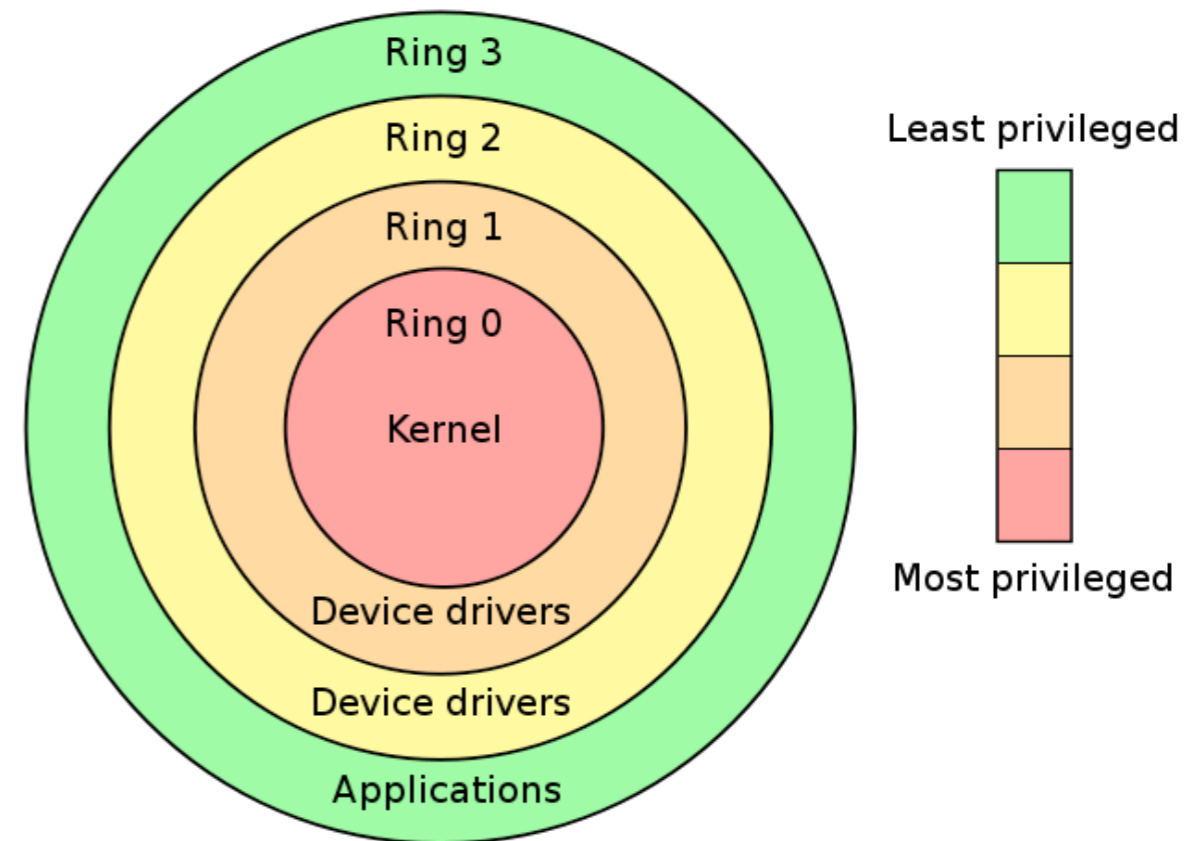 Ring 3
Ring 2
Ring 1
Ring 0
Kernel
Device drivers
Device drivers
Applications
Least privileged
Most privileged